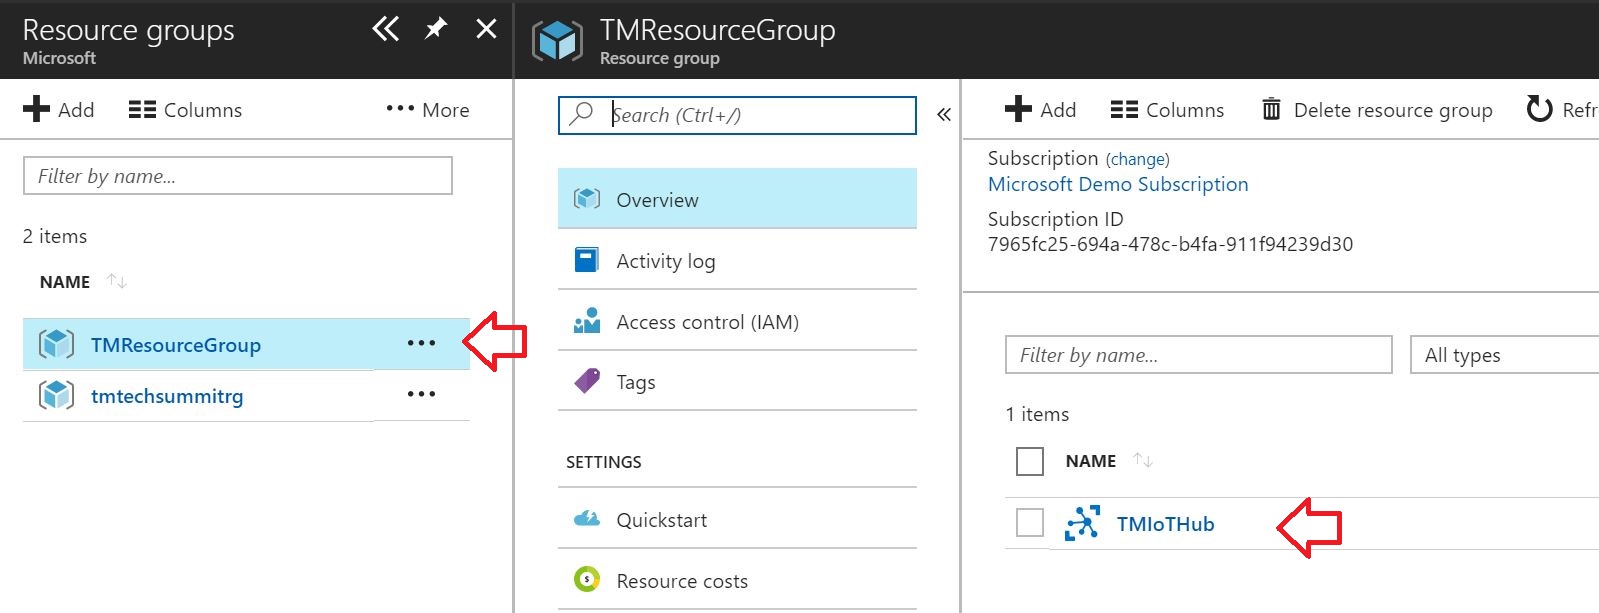 Resource groups
Microsoft
Add
Columns
More
Filter by name...
2 items
NAME
TMResourceGroup
tmtechsummitrg
TMResourceGroup
Resource group
Search (Ctrl+/)
Overview
Activity log
Access control (IAM)
Tags
SETTINGS
Quickstart
Resource costs
Add
Columns
Delete resource group
Refr
Subscription (change)
Microsoft Demo Subscription
Subscription ID
7965fc25-694a-478c-b4fa-911f94239d30
Filter by name...
All types
1 items
NAME
TMIoTHub